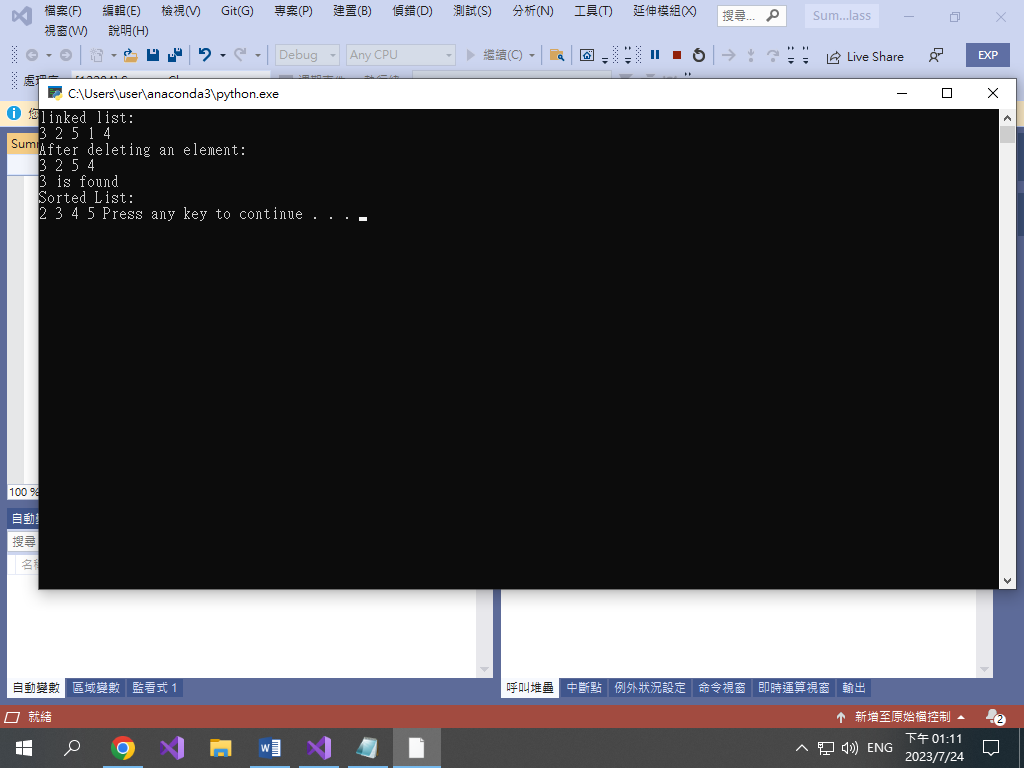 檔案(F) 編輯(E) 檢視(V) Git(G) 專案(P) 建置(B) 偵錯(D) 測試(S) 分析(N) 工具(T) 延伸模組(X) 搜尋... Sum...lass
視窗(W) 說明(H)
Debug Any CPU 繼續(C) Live Share EXP
C:\Users\user\anaconda3\python.exe
linked list:
3 2 5 1 4
After deleting an element:
3 2 5 4
3 is found
Sorted List:
2 3 4 5 Press any key to continue . . .
100 %
搜尋
自動變數 區域變數 監看式 1
呼叫堆疊 中斷點 例外狀況設定 命令視窗 即時運算視窗 輸出
就緒 新增至原始檔控制 2
ENG
下午 01:11
2023/7/24